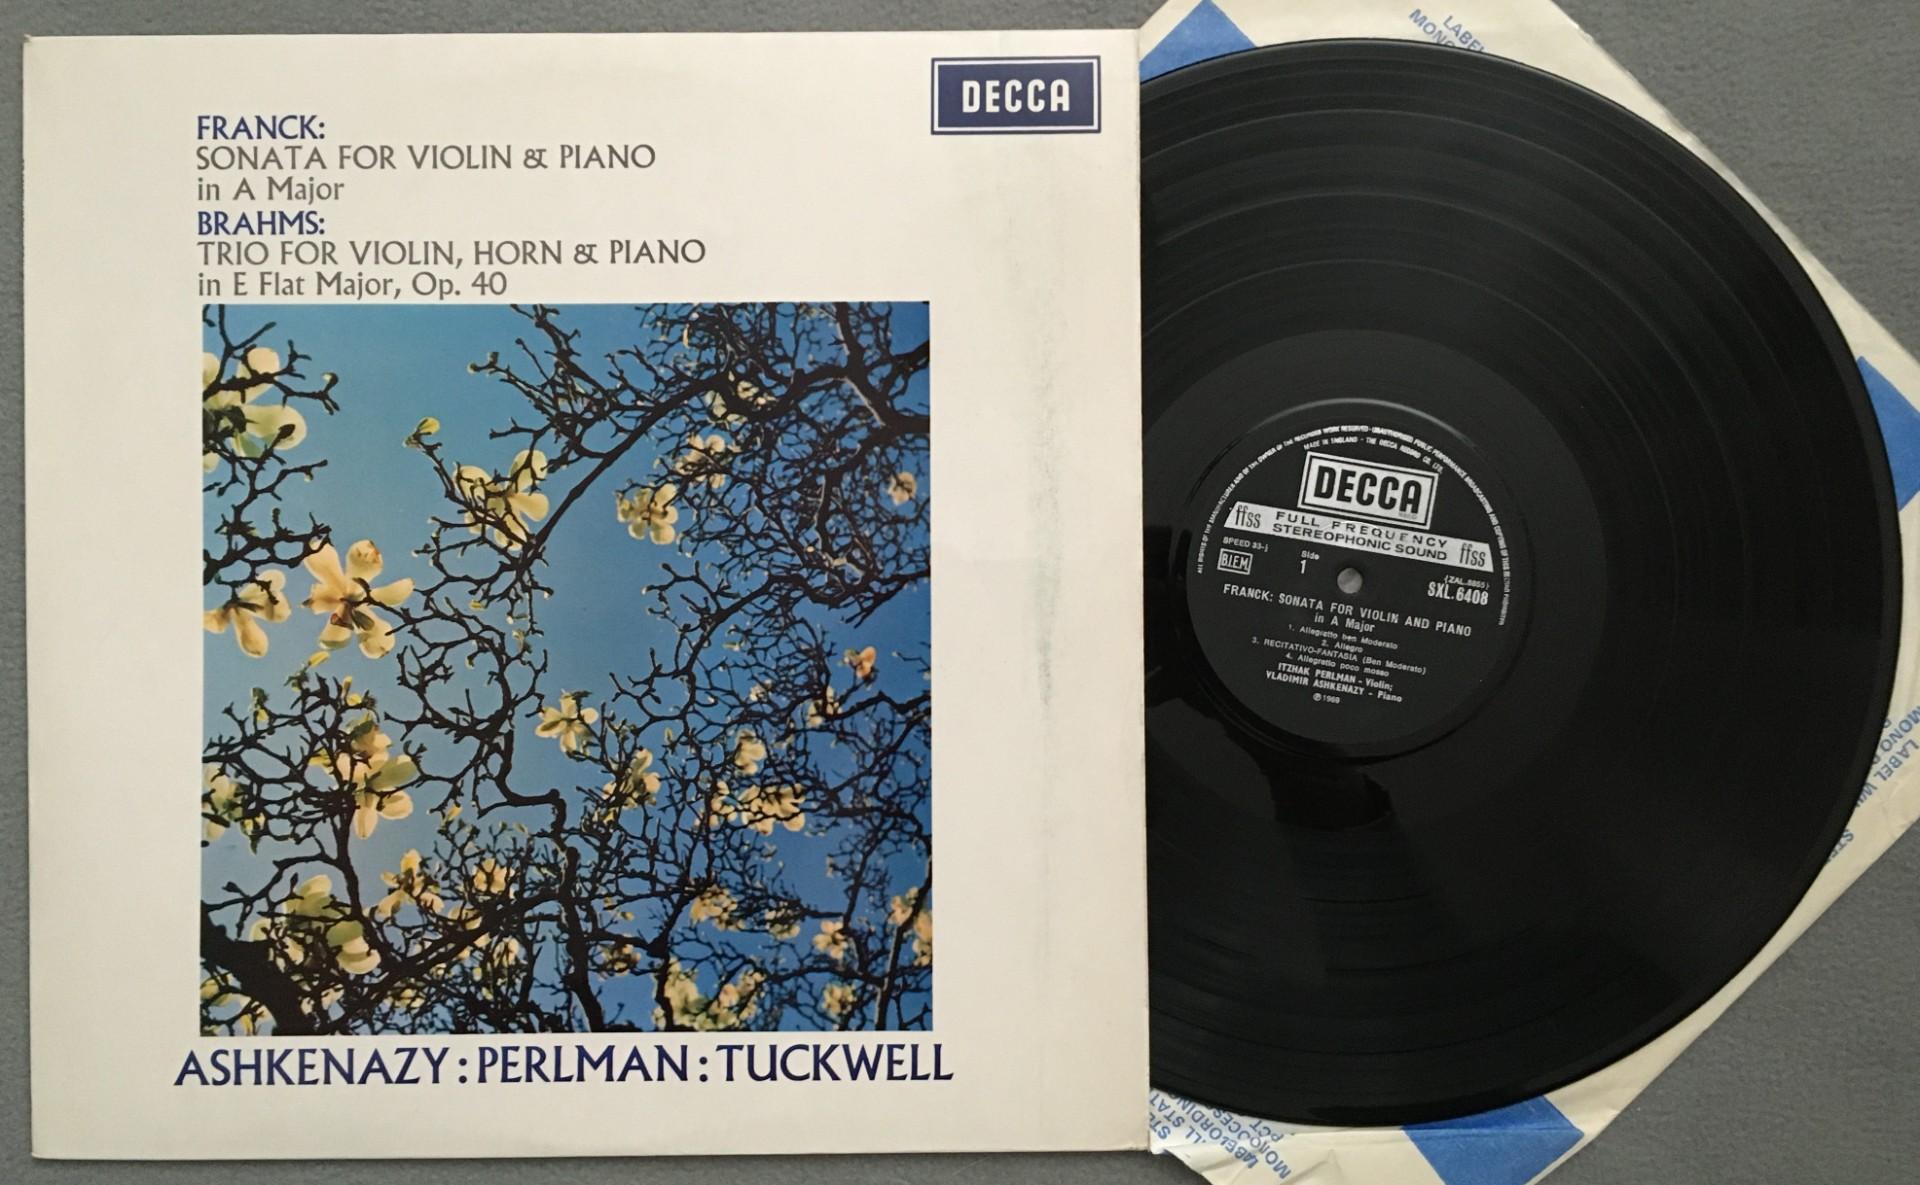 DECCA
FRANCK:
SONATA FOR VIOLIN & PIANO
in A Major
BRAHMS:
TRIO FOR VIOLIN, HORN & PIANO
in E Flat Major, Op. 40
ASHKENAZY : PERLMAN : TUCKWELL
MADE IN ENGLAND · THE DECCA RECORD CO. LTD.
DECCA
ffss FULL FREQUENCY STEREOPHONIC SOUND ffss
SPEED 33⅓
B.I.E.M.
Side
1
(ZAL.8855)
SXL.6408
FRANCK: SONATA FOR VIOLIN AND PIANO
in A Major
1. Allegretto ben Moderato
2. Allegro
3. RECITATIVO-FANTASIA (Ben Moderato)
4. Allegretto poco mosso
ITZHAK PERLMAN - Violin;
VLADIMIR ASHKENAZY - Piano
℗ 1969